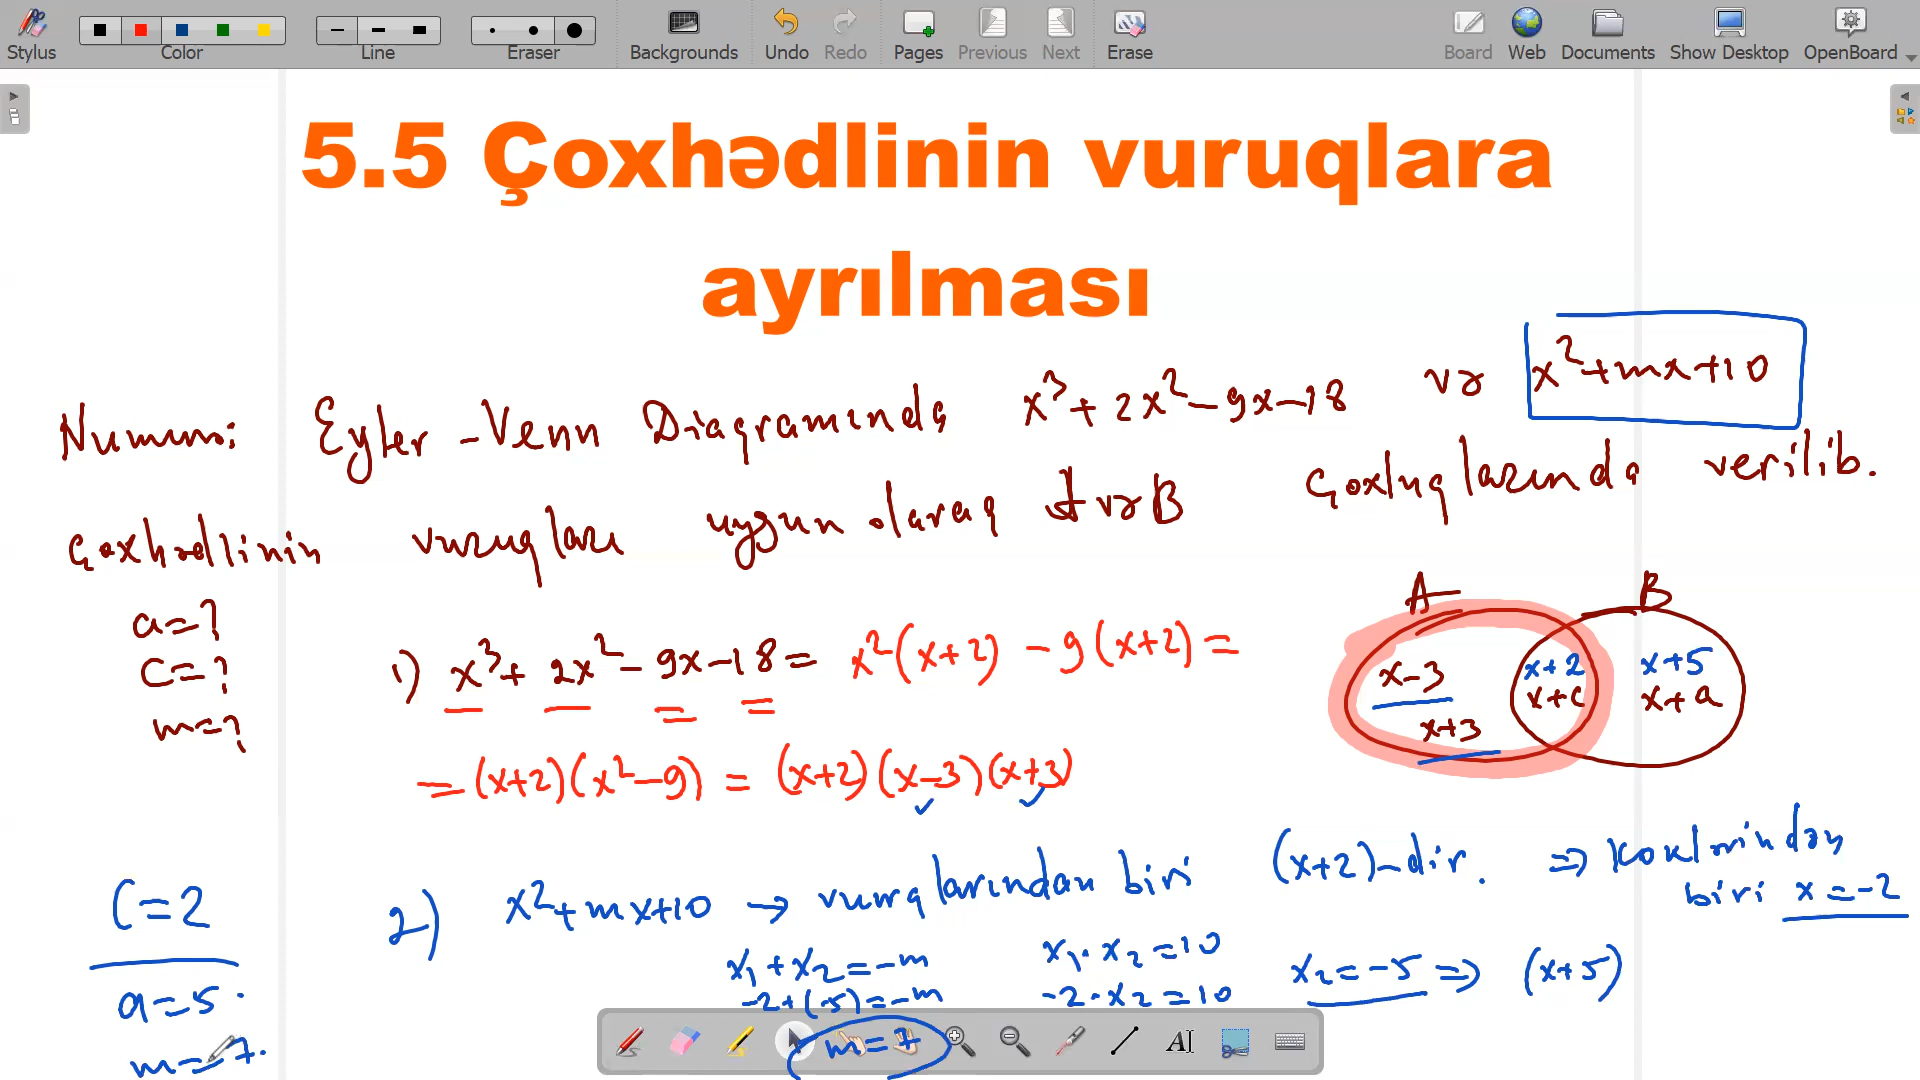 Stylus Color Line Eraser Backgrounds Undo Redo Pages Previous Next Erase Board Web Documents Show Desktop OpenBoard
5.5 Çoxhədlinin vuruqlara
ayrılması
Numunə: Eyler-Venn Diaqramında x³+2x²-9x-18 və x²+mx+10
çoxhədlinin vuruqları uyğun olaraq A və B çoxluqlarında verilib.
a=?
c=?
m=?
1) x³+2x²-9x-18= x²(x+2)-9(x+2)=
=(x+2)(x²-9)=(x+2)(x-3)(x+3)
A B
x-3 x+2 x+5
x+c x+a
x+3
2) x²+mx+10 → vuruqlarından biri (x+2)-dir. ⇒ köklərindən
biri x=-2
x₁+x₂=-m x₁·x₂=10 x₂=-5 ⇒ (x+5)
-2+(-5)=-m -2·x₂=10
m=7
C=2
a=5.
m=7.
AI